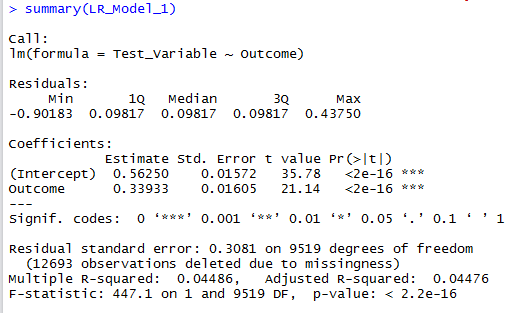 > summary(LR_Model_1)
Call:
lm(formula = Test_Variable ~ Outcome)
Residuals:
Min 1Q Median 3Q Max
-0.90183 0.09817 0.09817 0.09817 0.43750
Coefficients:
Estimate Std. Error t value Pr(>|t|)
(Intercept) 0.56250 0.01572 35.78 <2e-16 ***
Outcome 0.33933 0.01605 21.14 <2e-16 ***
---
Signif. codes: 0 ‘***’ 0.001 ‘**’ 0.01 ‘*’ 0.05 ‘.’ 0.1 ‘ ’ 1
Residual standard error: 0.3081 on 9519 degrees of freedom
(12693 observations deleted due to missingness)
Multiple R-squared: 0.04486, Adjusted R-squared: 0.04476
F-statistic: 447.1 on 1 and 9519 DF, p-value: < 2.2e-16